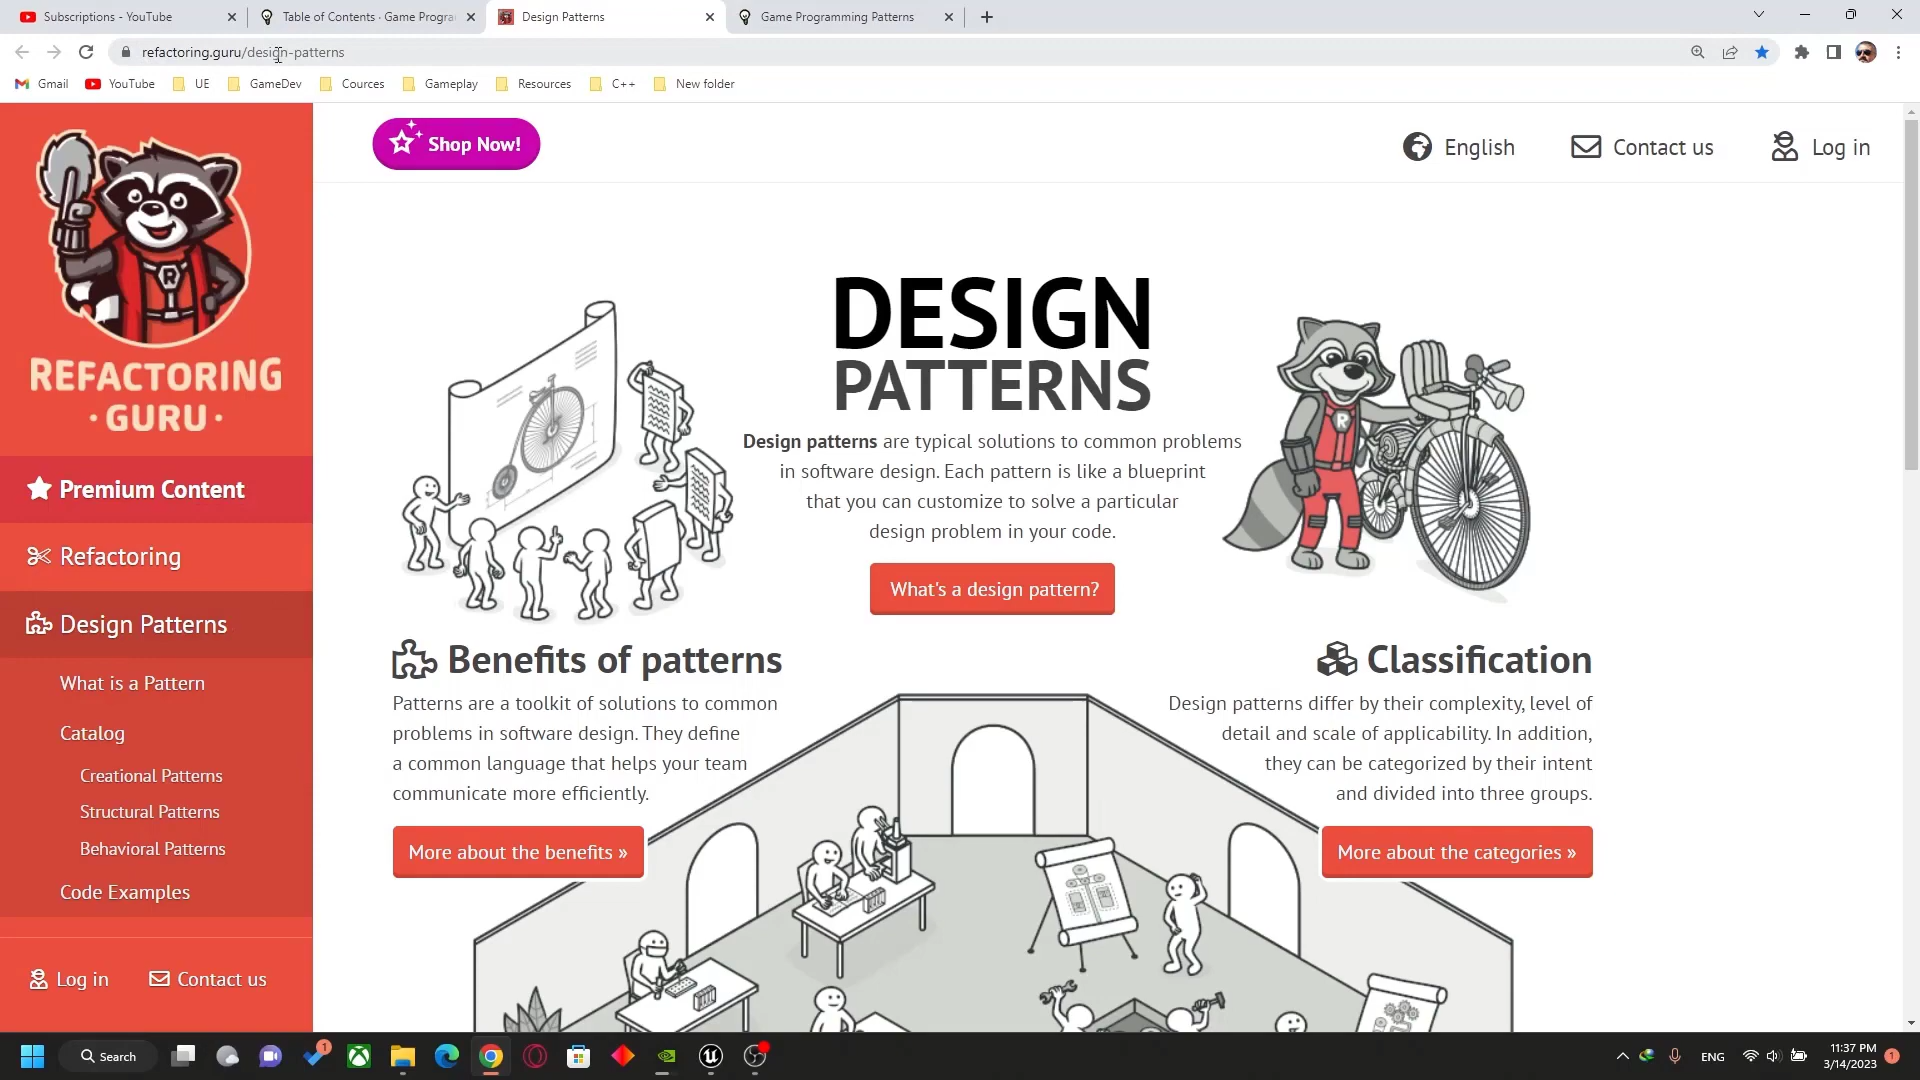 Subscriptions - YouTube
Table of Contents · Game Progra
Design Patterns
Game Programming Patterns
refactoring.guru/design-patterns
Gmail
YouTube
UE
GameDev
Cources
Gameplay
Resources
C++
New folder
Shop Now!
English
Contact us
Log in
R
REFACTORING
· GURU ·
Premium Content
Refactoring
Design Patterns
What is a Pattern
Catalog
Creational Patterns
Structural Patterns
Behavioral Patterns
Code Examples
Log in
Contact us
DESIGN
PATTERNS
Design patterns are typical solutions to common problems
in software design. Each pattern is like a blueprint
that you can customize to solve a particular
design problem in your code.
What's a design pattern?
R
Benefits of patterns
Patterns are a toolkit of solutions to common
problems in software design. They define
a common language that helps your team
communicate more efficiently.
More about the benefits »
Classification
Design patterns differ by their complexity, level of
detail and scale of applicability. In addition,
they can be categorized by their intent
and divided into three groups.
More about the categories »
Search
1
ENG
11:37 PM
3/14/2023
1